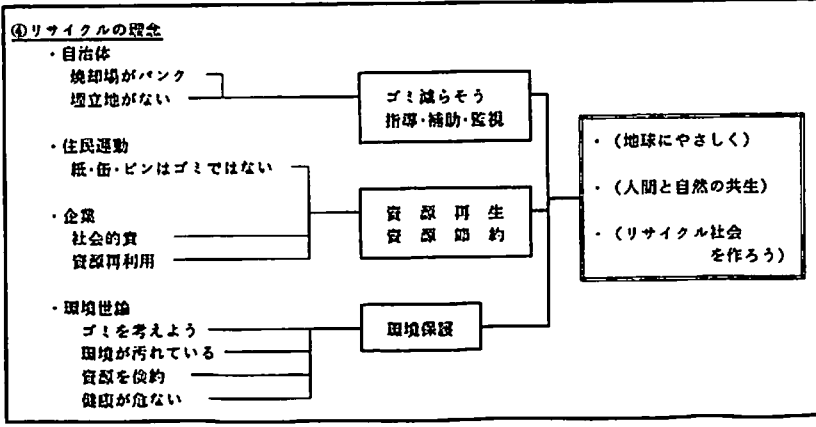 ④リサイクルの理念
・自治体
焼却場がパンク
埋立地がない
ゴミ減らそう
指導・補助・監視
・住民運動
紙・缶・ビンはゴミではない
・企業
社会的責
資源再利用
資源再生
資源節約
・環境世論
ゴミを考えよう
環境が汚れている
資源を倹約
健康が危ない
環境保護
・(地球にやさしく)
・(人間と自然の共生)
・(リサイクル社会
を作ろう)